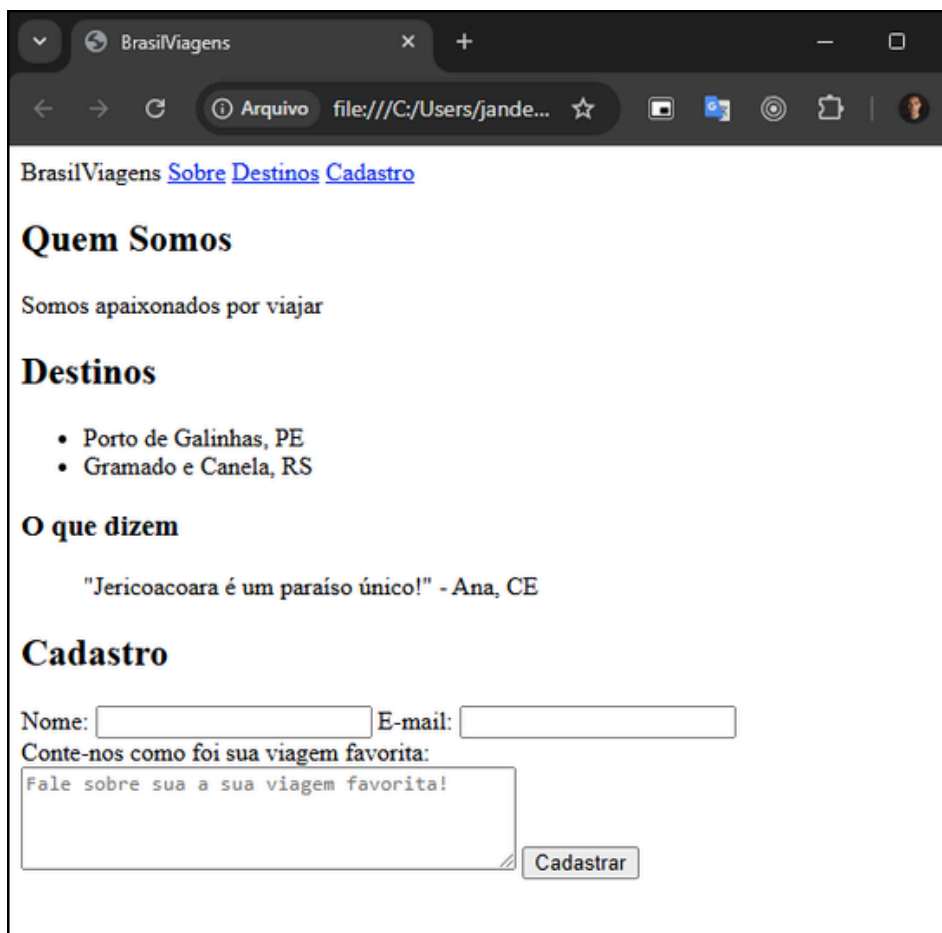 BrasilViagens
Arquivo file:///C:/Users/jande...
BrasilViagens Sobre Destinos Cadastro
Quem Somos
Somos apaixonados por viajar
Destinos
• Porto de Galinhas, PE
• Gramado e Canela, RS
O que dizem
"Jericoacoara é um paraíso único!" - Ana, CE
Cadastro
Nome: E-mail:
Conte-nos como foi sua viagem favorita:
Fale sobre sua a sua viagem favorita!
Cadastrar